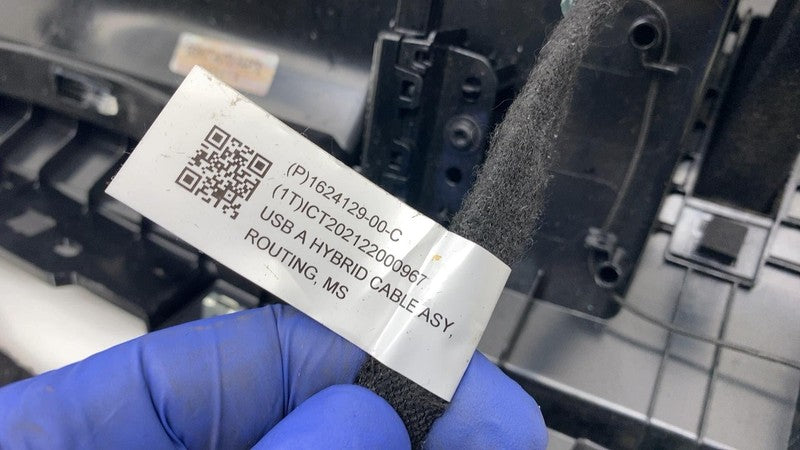 (P)1624129-00-C
(1T)ICT202122000967
USB A HYBRID CABLE ASY,
ROUTING, MS